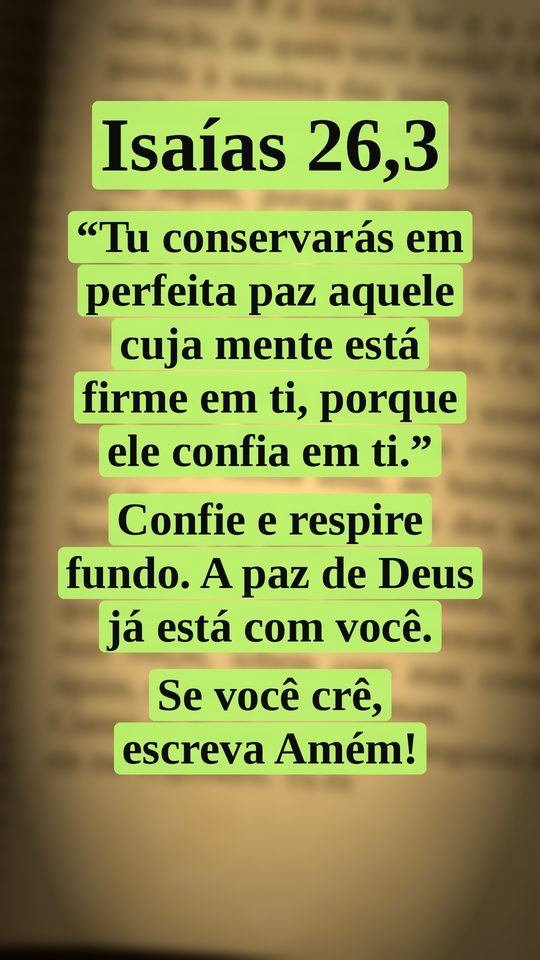 Isaías 26,3
“Tu conservarás em
perfeita paz aquele
cuja mente está
firme em ti, porque
ele confia em ti.”
Confie e respire
fundo. A paz de Deus
já está com você.
Se você crê,
escreva Amém!